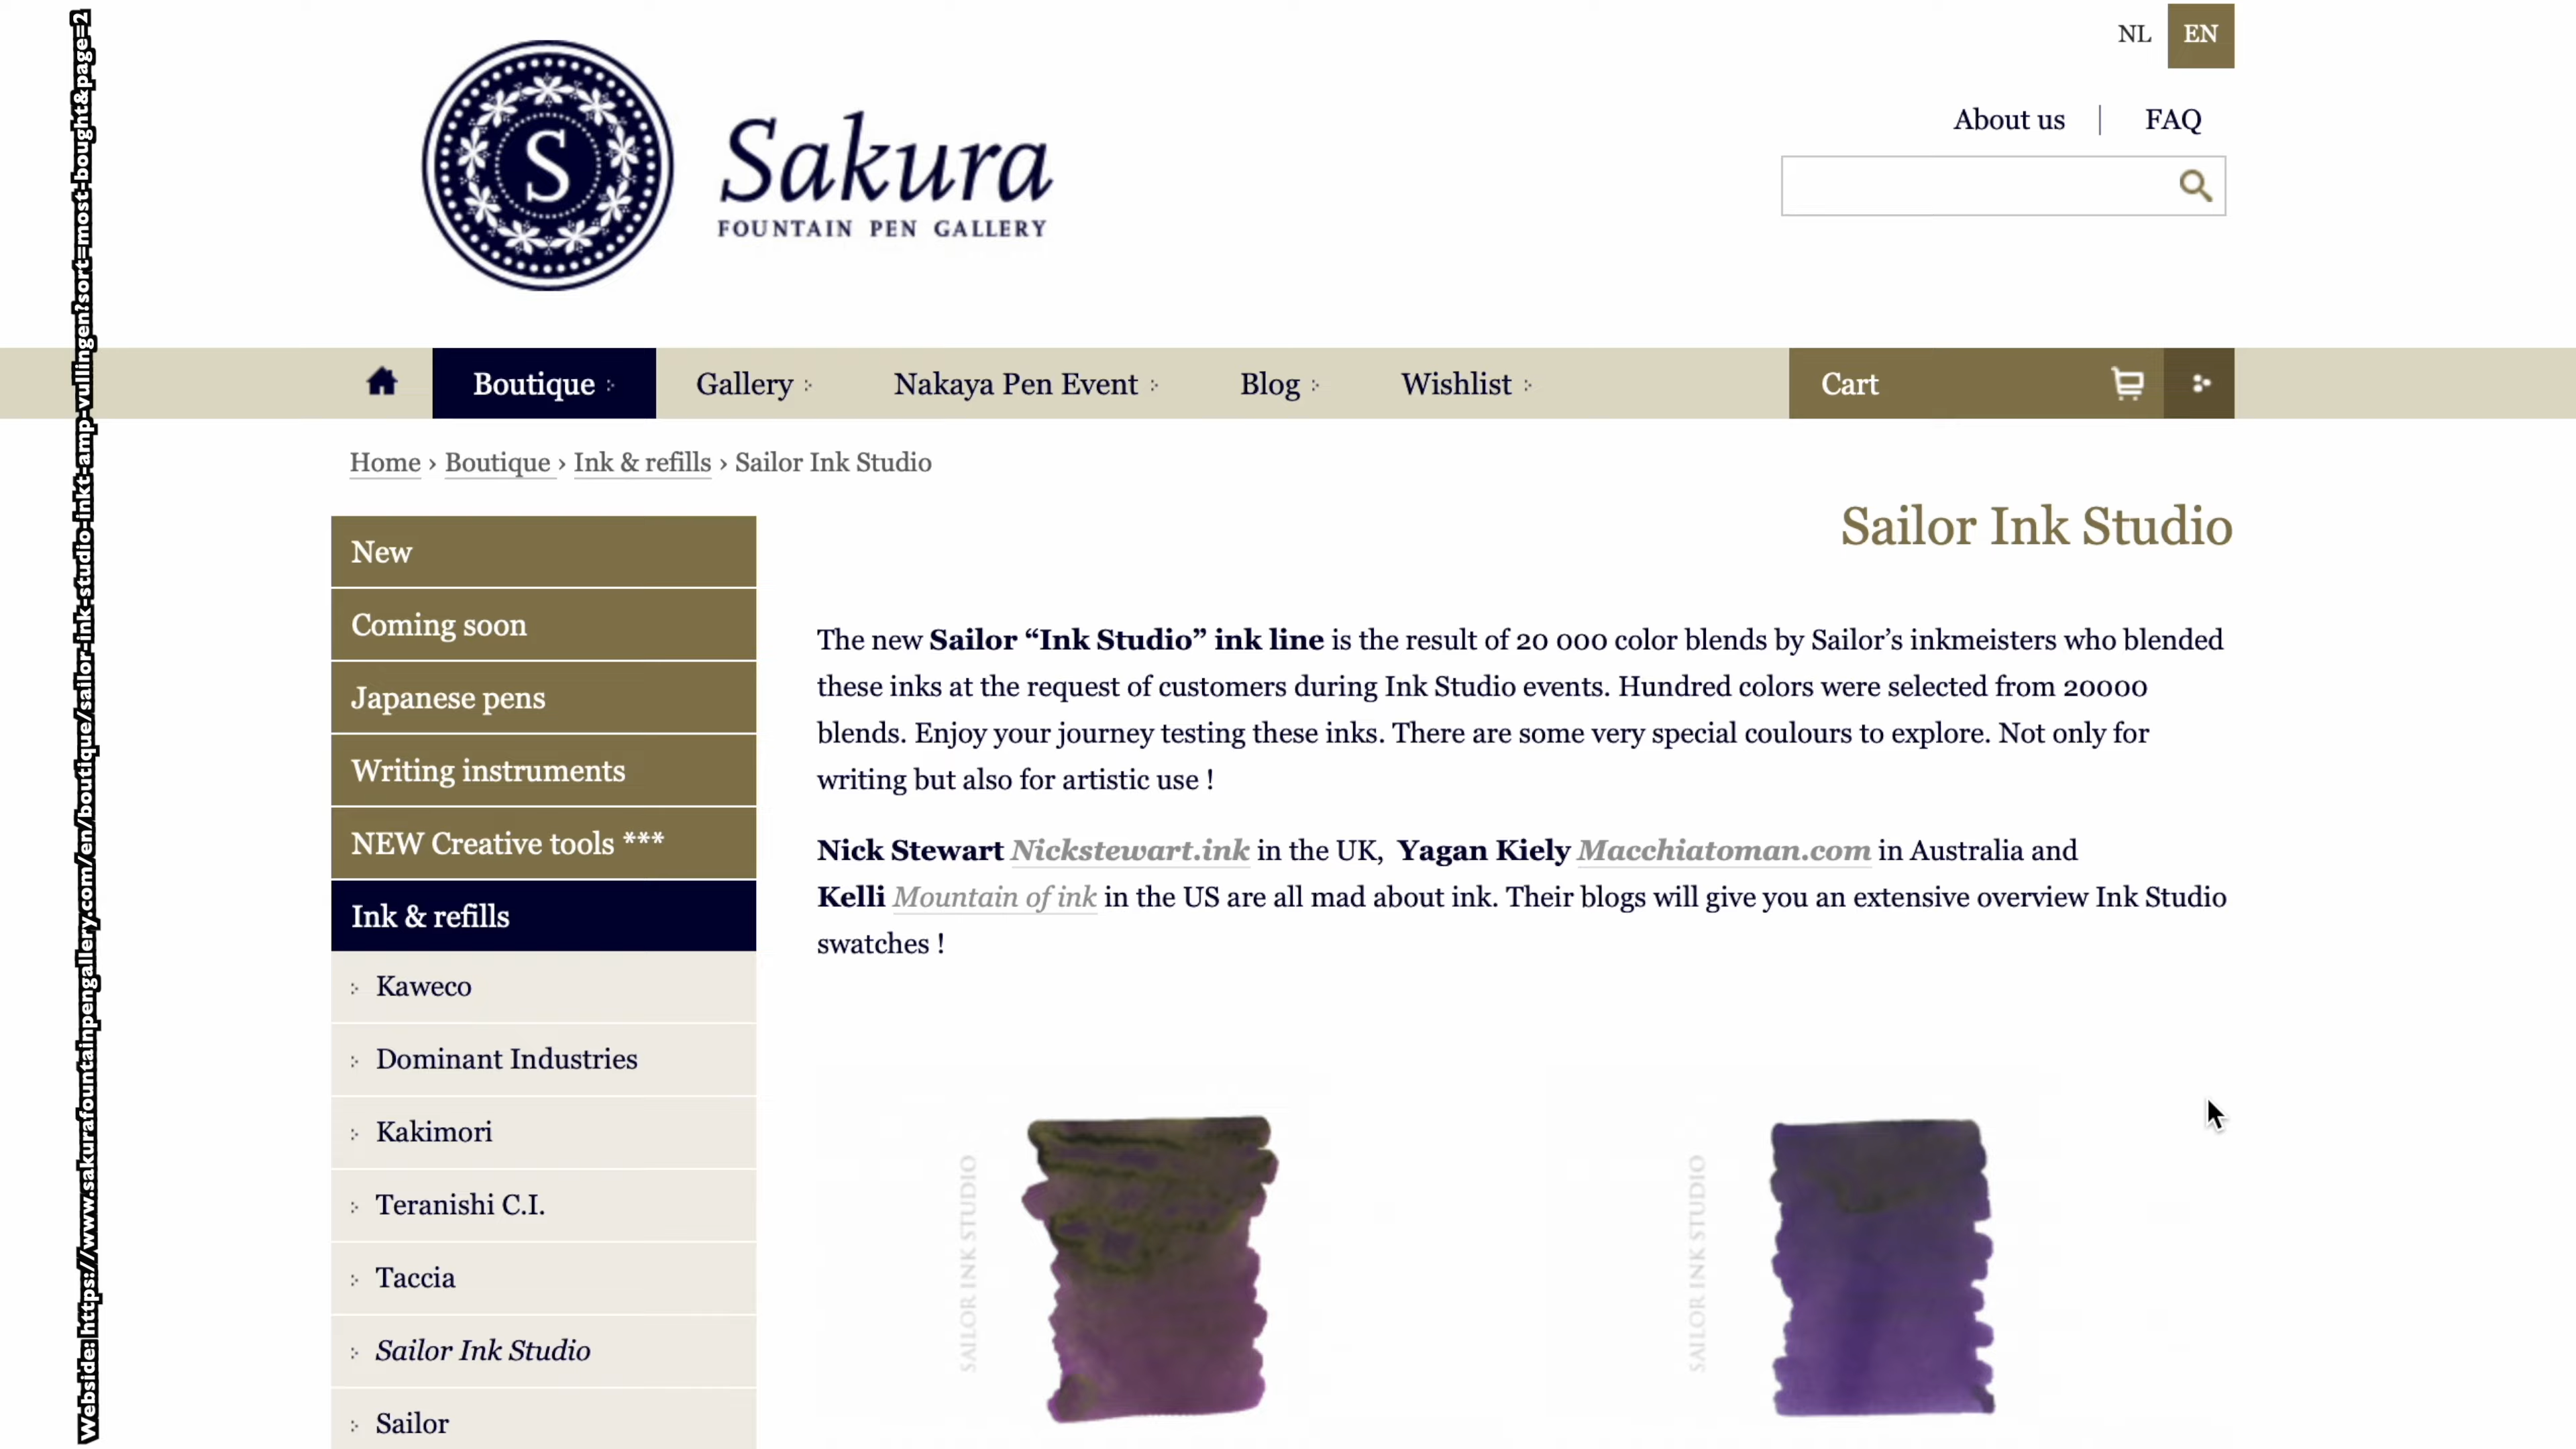 Webside: https://www.sakurafountainpengallery.com/en/boutique/sailor-ink-studio-inkt-amp-vullingen?sort=most-bought&page=2
NL EN
S
Sakura
FOUNTAIN PEN GALLERY
About us | FAQ
Boutique Gallery Nakaya Pen Event Blog Wishlist Cart
Home › Boutique › Ink & refills › Sailor Ink Studio
New
Coming soon
Japanese pens
Writing instruments
NEW Creative tools ***
Ink & refills
Kaweco
Dominant Industries
Kakimori
Teranishi C.I.
Taccia
Sailor Ink Studio
Sailor
Sailor Ink Studio
The new Sailor “Ink Studio” ink line is the result of 20 000 color blends by Sailor’s inkmeisters who blended
these inks at the request of customers during Ink Studio events. Hundred colors were selected from 20000
blends. Enjoy your journey testing these inks. There are some very special coulours to explore. Not only for
writing but also for artistic use !
Nick Stewart Nickstewart.ink in the UK, Yagan Kiely Macchiatoman.com in Australia and
Kelli Mountain of ink in the US are all mad about ink. Their blogs will give you an extensive overview Ink Studio
swatches !
SAILOR INK STUDIO
SAILOR INK STUDIO